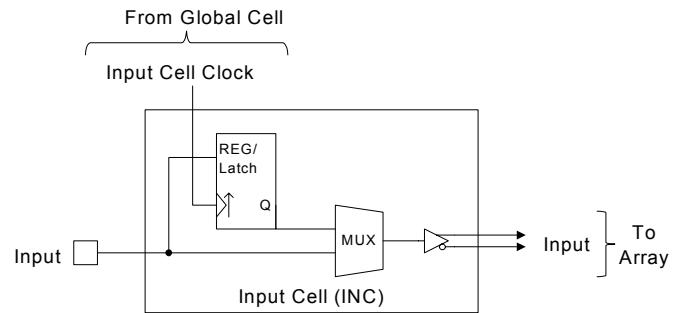 From Global Cell
Input Cell Clock
REG/
Latch
Q
MUX
Input
Input
To
Array
Input Cell (INC)